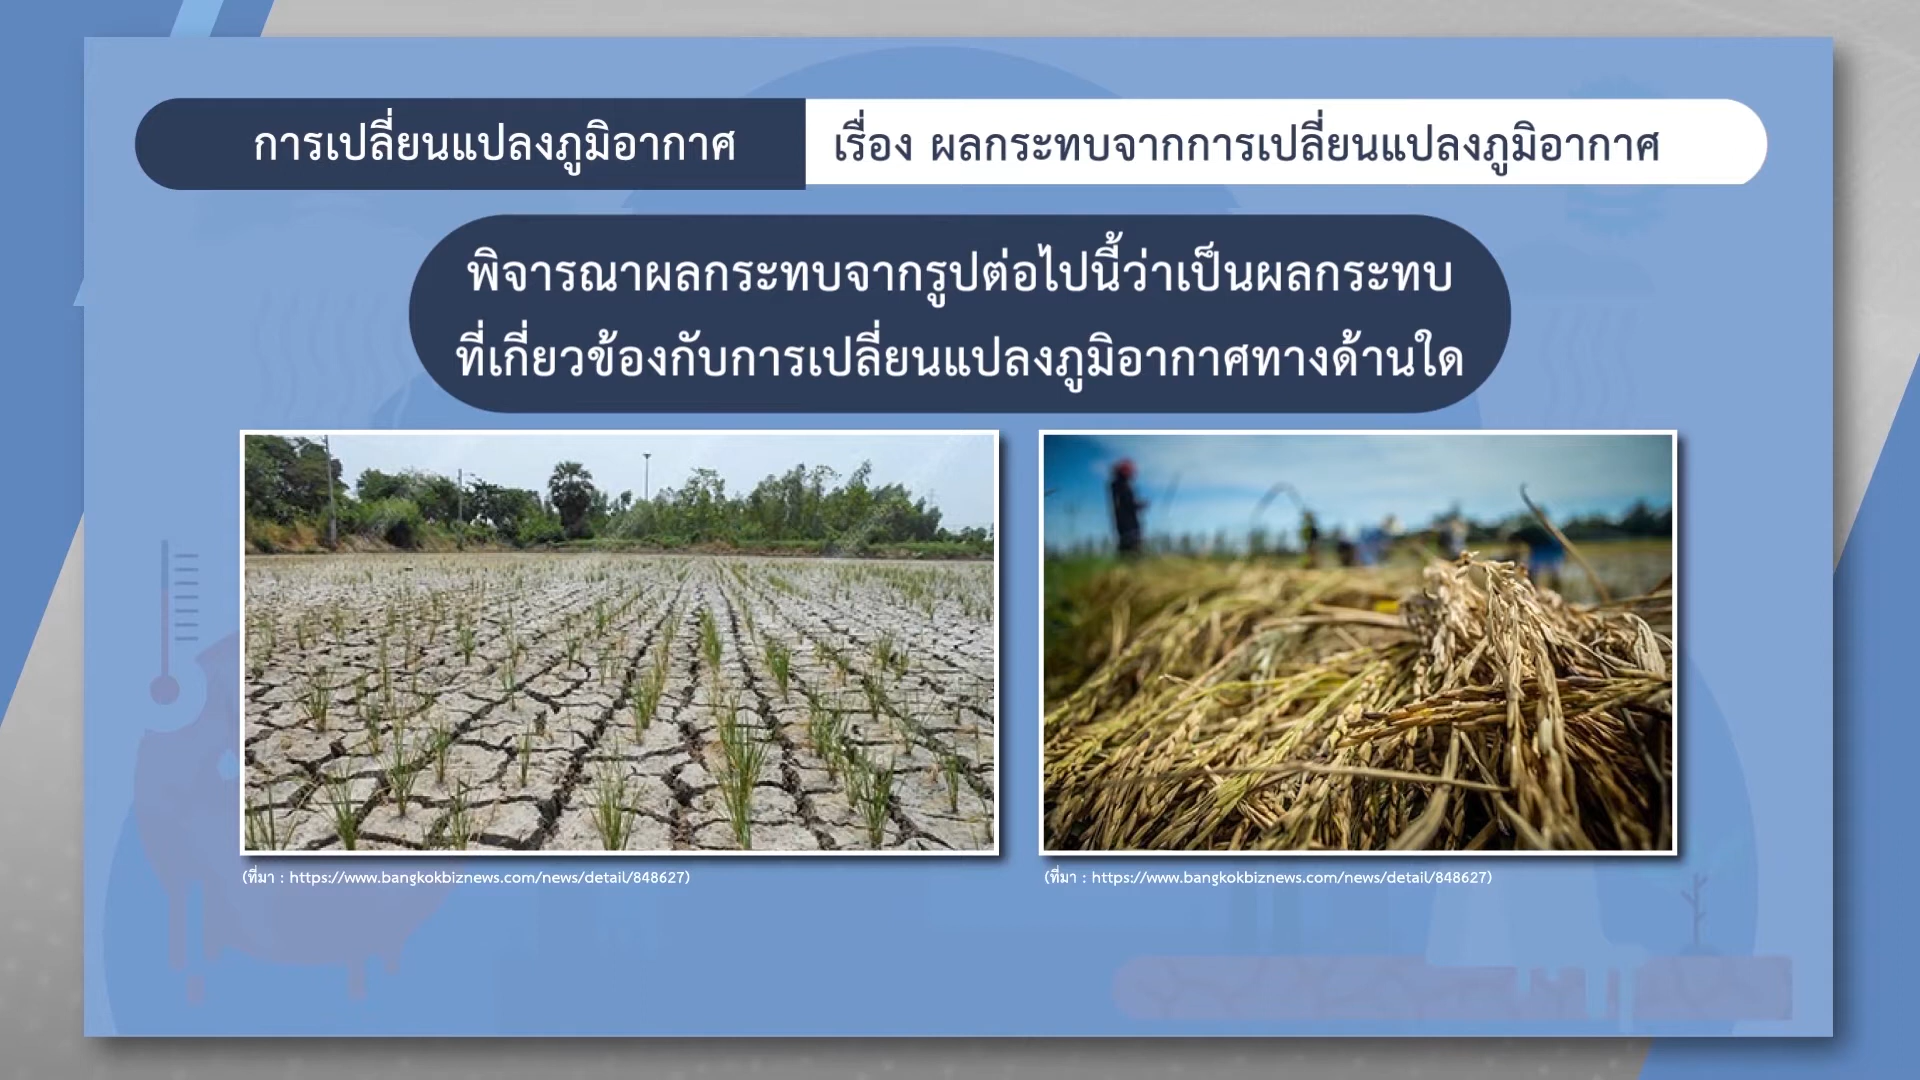 การเปลี่ยนแปลงภูมิอากาศ
เรื่อง ผลกระทบจากการเปลี่ยนแปลงภูมิอากาศ
พิจารณาผลกระทบจากรูปต่อไปนี้ว่าเป็นผลกระทบ
ที่เกี่ยวข้องกับการเปลี่ยนแปลงภูมิอากาศทางด้านใด
(ที่มา : https://www.bangkokbiznews.com/news/detail/848627)
(ที่มา : https://www.bangkokbiznews.com/news/detail/848627)